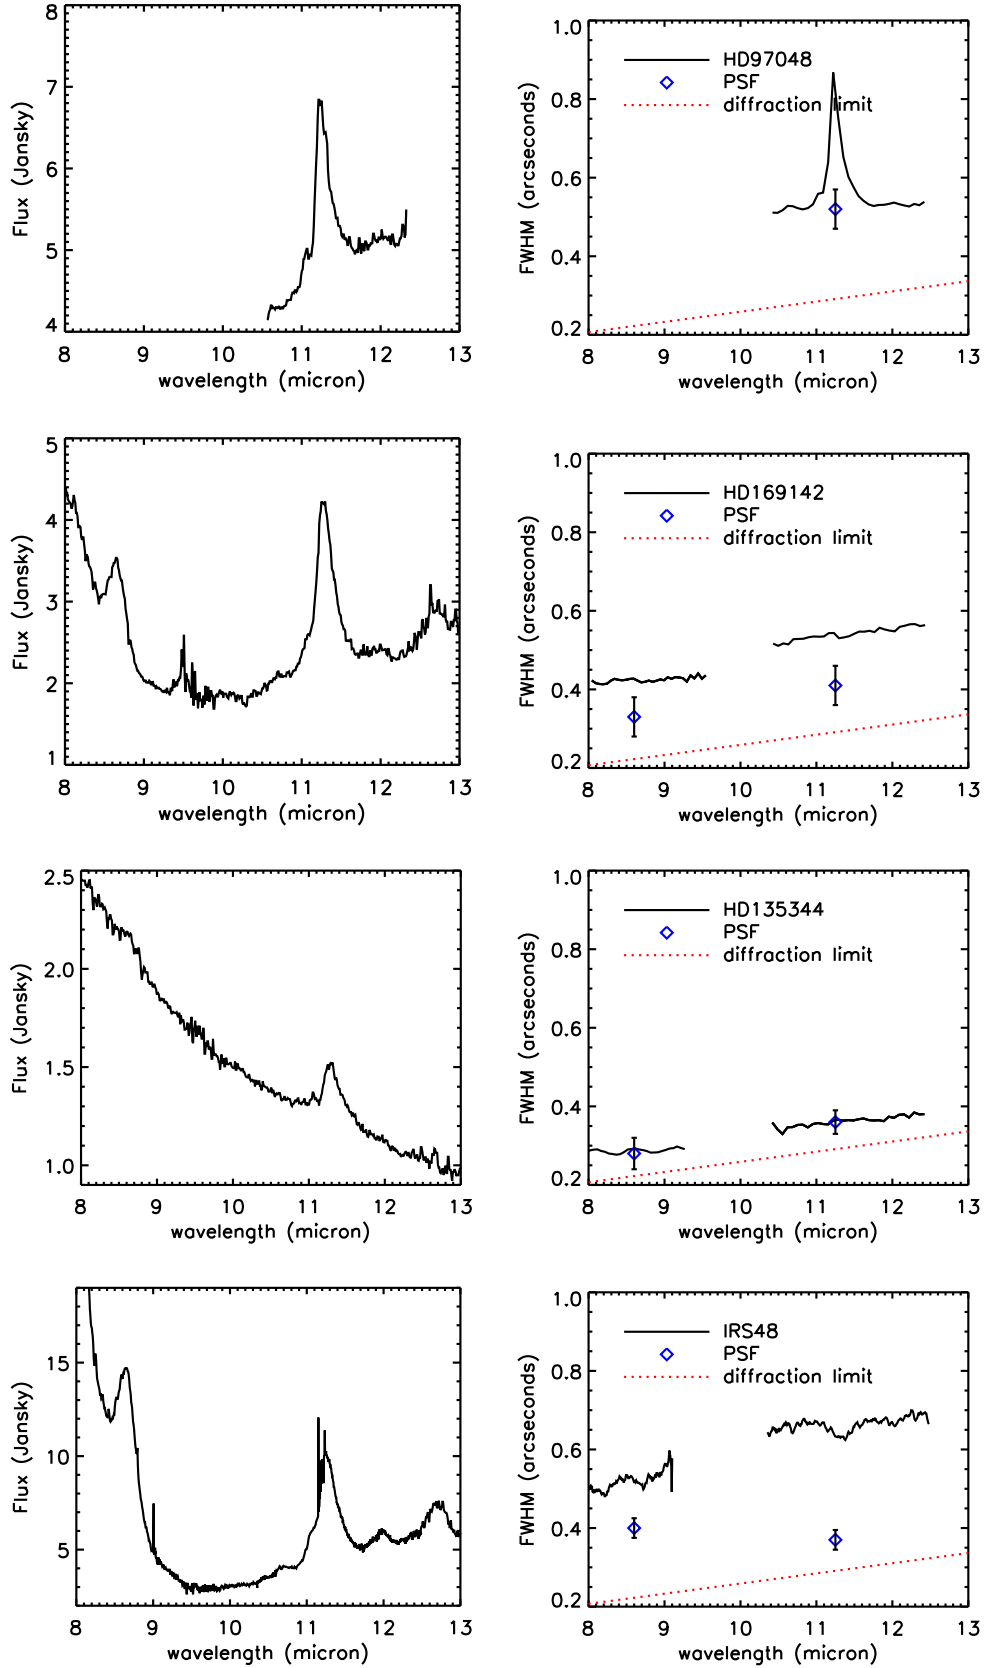 8
7
6
5
4
Flux (Jansky)
8 9 10 11 12 13
wavelength (micron)
1.0
0.8
0.6
0.4
0.2
FWHM (arcseconds)
HD97048
PSF
diffraction limit
8 9 10 11 12 13
wavelength (micron)
5
4
3
2
1
Flux (Jansky)
8 9 10 11 12 13
wavelength (micron)
1.0
0.8
0.6
0.4
0.2
FWHM (arcseconds)
HD169142
PSF
diffraction limit
8 9 10 11 12 13
wavelength (micron)
2.5
2.0
1.5
1.0
Flux (Jansky)
8 9 10 11 12 13
wavelength (micron)
1.0
0.8
0.6
0.4
0.2
FWHM (arcseconds)
HD135344
PSF
diffraction limit
8 9 10 11 12 13
wavelength (micron)
15
10
5
Flux (Jansky)
8 9 10 11 12 13
wavelength (micron)
1.0
0.8
0.6
0.4
0.2
FWHM (arcseconds)
IRS48
PSF
diffraction limit
8 9 10 11 12 13
wavelength (micron)